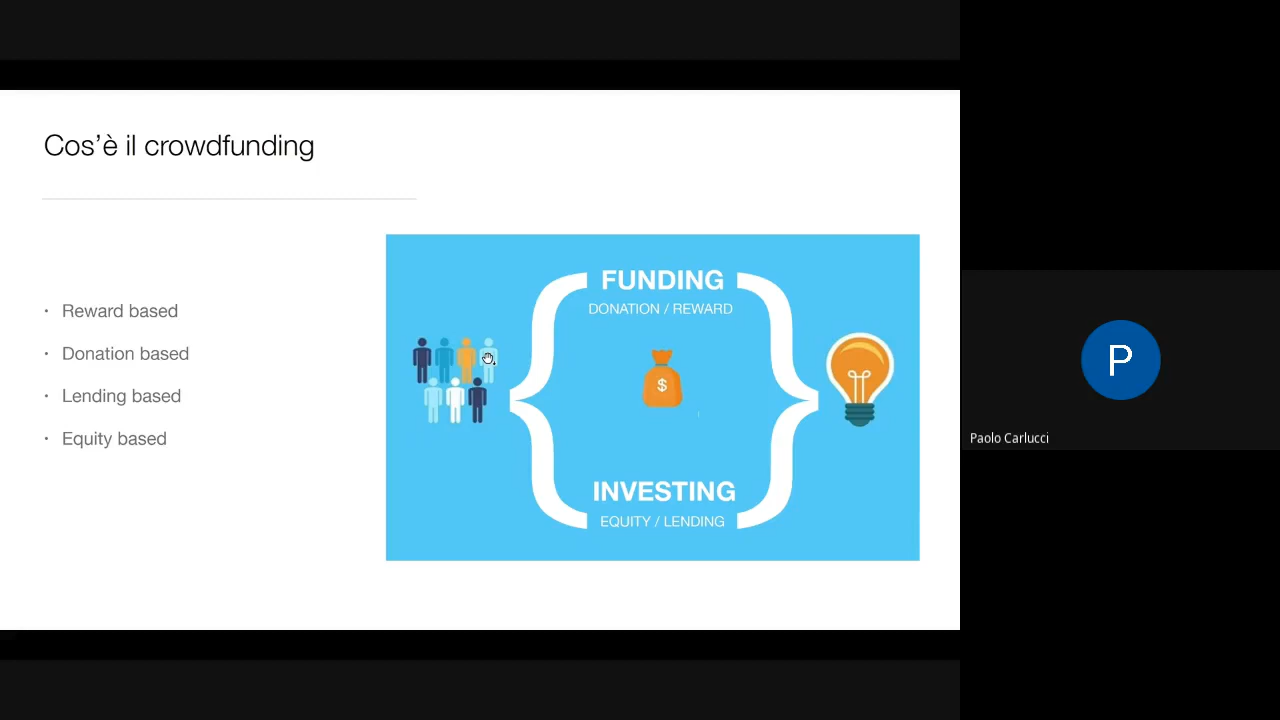 Cos’è il crowdfunding
• Reward based
• Donation based
• Lending based
• Equity based
FUNDING
DONATION / REWARD
$
INVESTING
EQUITY / LENDING
P
Paolo Carlucci